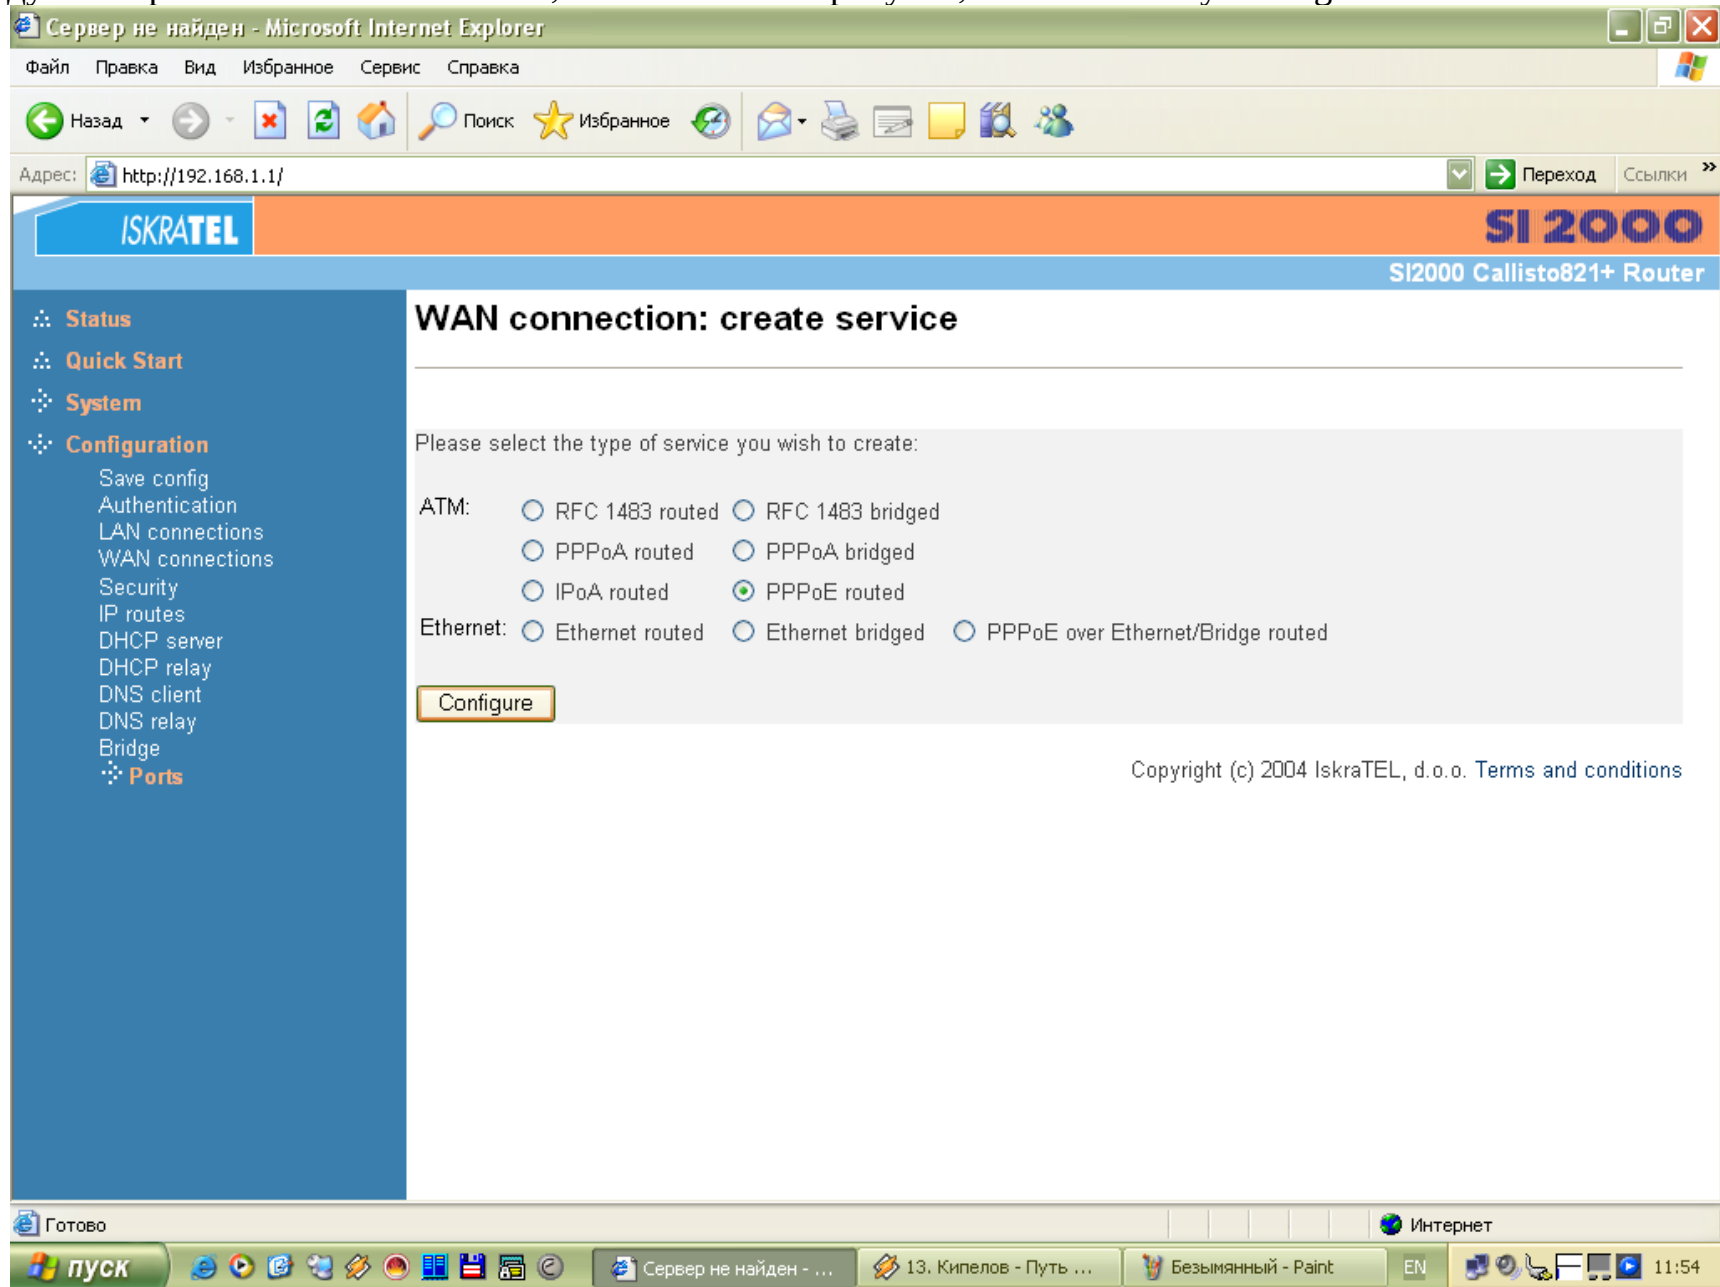 Сервер не найден - Microsoft Internet Explorer
Файл Правка Вид Избранное Сервис Справка
Назад Поиск Избранное
Адрес: http://192.168.1.1/ Переход Ссылки »
ISKRATEL SI 2000
SI2000 Callisto821+ Router
Status
Quick Start
System
Configuration
Save config
Authentication
LAN connections
WAN connections
Security
IP routes
DHCP server
DHCP relay
DNS client
DNS relay
Bridge
Ports
WAN connection: create service
Please select the type of service you wish to create:
ATM: RFC 1483 routed RFC 1483 bridged
PPPoA routed PPPoA bridged
IPoA routed PPPoE routed
Ethernet: Ethernet routed Ethernet bridged PPPoE over Ethernet/Bridge routed
Configure
Copyright (c) 2004 IskraTEL, d.o.o. Terms and conditions
Готово Интернет
пуск Сервер не найден - ... 13. Кипелов - Путь ... Безымянный - Paint EN 11:54